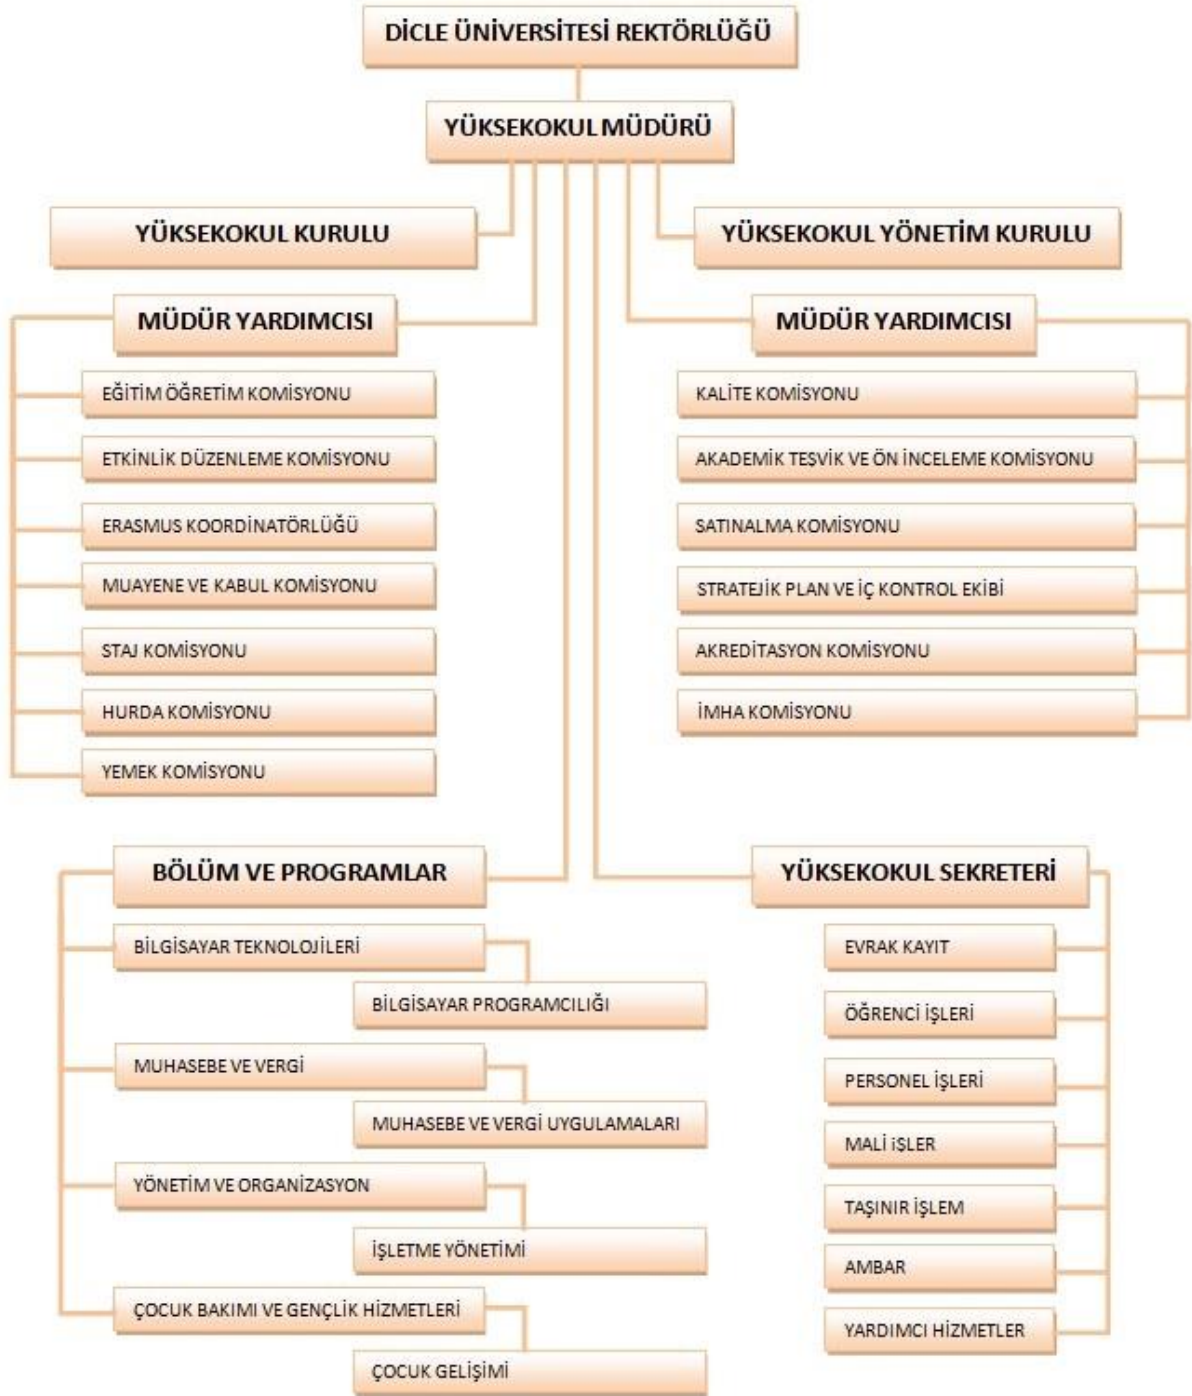 DİCLE ÜNİVERSİTESİ REKTÖRLÜĞÜ
YÜKSEKOKUL MÜDÜRÜ
YÜKSEKOKUL KURULU
YÜKSEKOKUL YÖNETİM KURULU
MÜDÜR YARDIMCISI
EĞİTİM ÖĞRETİM KOMİSYONU
ETKİNLİK DÜZENLEME KOMİSYONU
ERASMUS KOORDİNATÖRLÜĞÜ
MUAYENE VE KABUL KOMİSYONU
STAJ KOMİSYONU
HURDA KOMİSYONU
YEMEK KOMİSYONU
MÜDÜR YARDIMCISI
KALİTE KOMİSYONU
AKADEMİK TEŞVİK VE ÖN İNCELEME KOMİSYONU
SATINALMA KOMİSYONU
STRATEJİK PLAN VE İÇ KONTROL EKİBİ
AKREDİTASYON KOMİSYONU
İMHA KOMİSYONU
BÖLÜM VE PROGRAMLAR
BİLGİSAYAR TEKNOLOJİLERİ
BİLGİSAYAR PROGRAMCILIĞI
MUHASEBE VE VERGİ
MUHASEBE VE VERGİ UYGULAMALARI
YÖNETİM VE ORGANİZASYON
İŞLETME YÖNETİMİ
ÇOCUK BAKIMI VE GENÇLİK HİZMETLERİ
ÇOCUK GELİŞİMİ
YÜKSEKOKUL SEKRETERİ
EVRAK KAYIT
ÖĞRENCİ İŞLERİ
PERSONEL İŞLERİ
MALİ iŞLER
TAŞINIR İŞLEM
AMBAR
YARDIMCI HİZMETLER